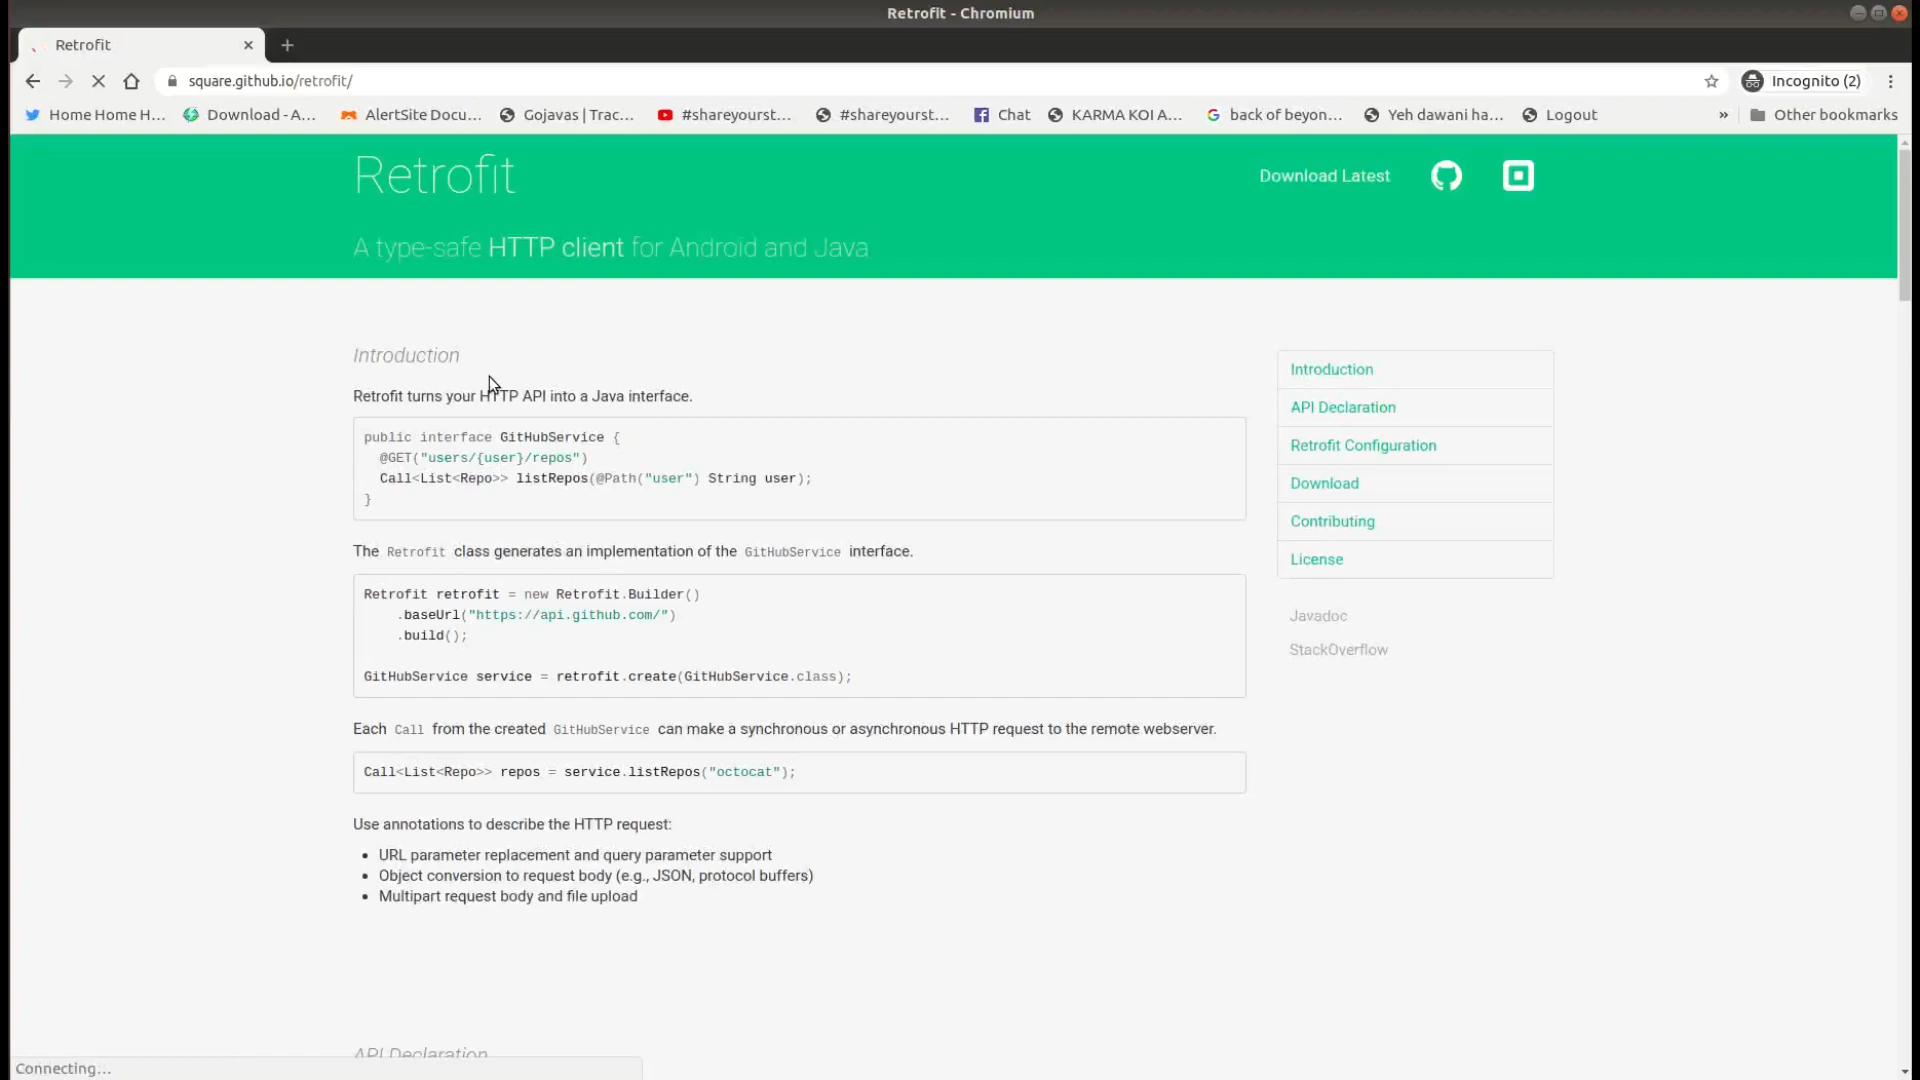 Retrofit - Chromium
Retrofit
square.github.io/retrofit/
Incognito (2)
Home Home H...
Download - A...
AlertSite Docu...
Gojavas | Trac...
#shareyourst...
#shareyourst...
Chat
KARMA KOI A...
back of beyon...
Yeh dawani ha...
Logout
»
Other bookmarks
Retrofit
Download Latest
A type-safe HTTP client for Android and Java
Introduction
Retrofit turns your HTTP API into a Java interface.
public interface GitHubService {
@GET("users/{user}/repos")
Call<List<Repo>> listRepos(@Path("user") String user);
}
The Retrofit class generates an implementation of the GitHubService interface.
Retrofit retrofit = new Retrofit.Builder()
.baseUrl("https://api.github.com/")
.build();
GitHubService service = retrofit.create(GitHubService.class);
Each Call from the created GitHubService can make a synchronous or asynchronous HTTP request to the remote webserver.
Call<List<Repo>> repos = service.listRepos("octocat");
Use annotations to describe the HTTP request:
• URL parameter replacement and query parameter support
• Object conversion to request body (e.g., JSON, protocol buffers)
• Multipart request body and file upload
API Declaration
Introduction
API Declaration
Retrofit Configuration
Download
Contributing
License
Javadoc
StackOverflow
Connecting...